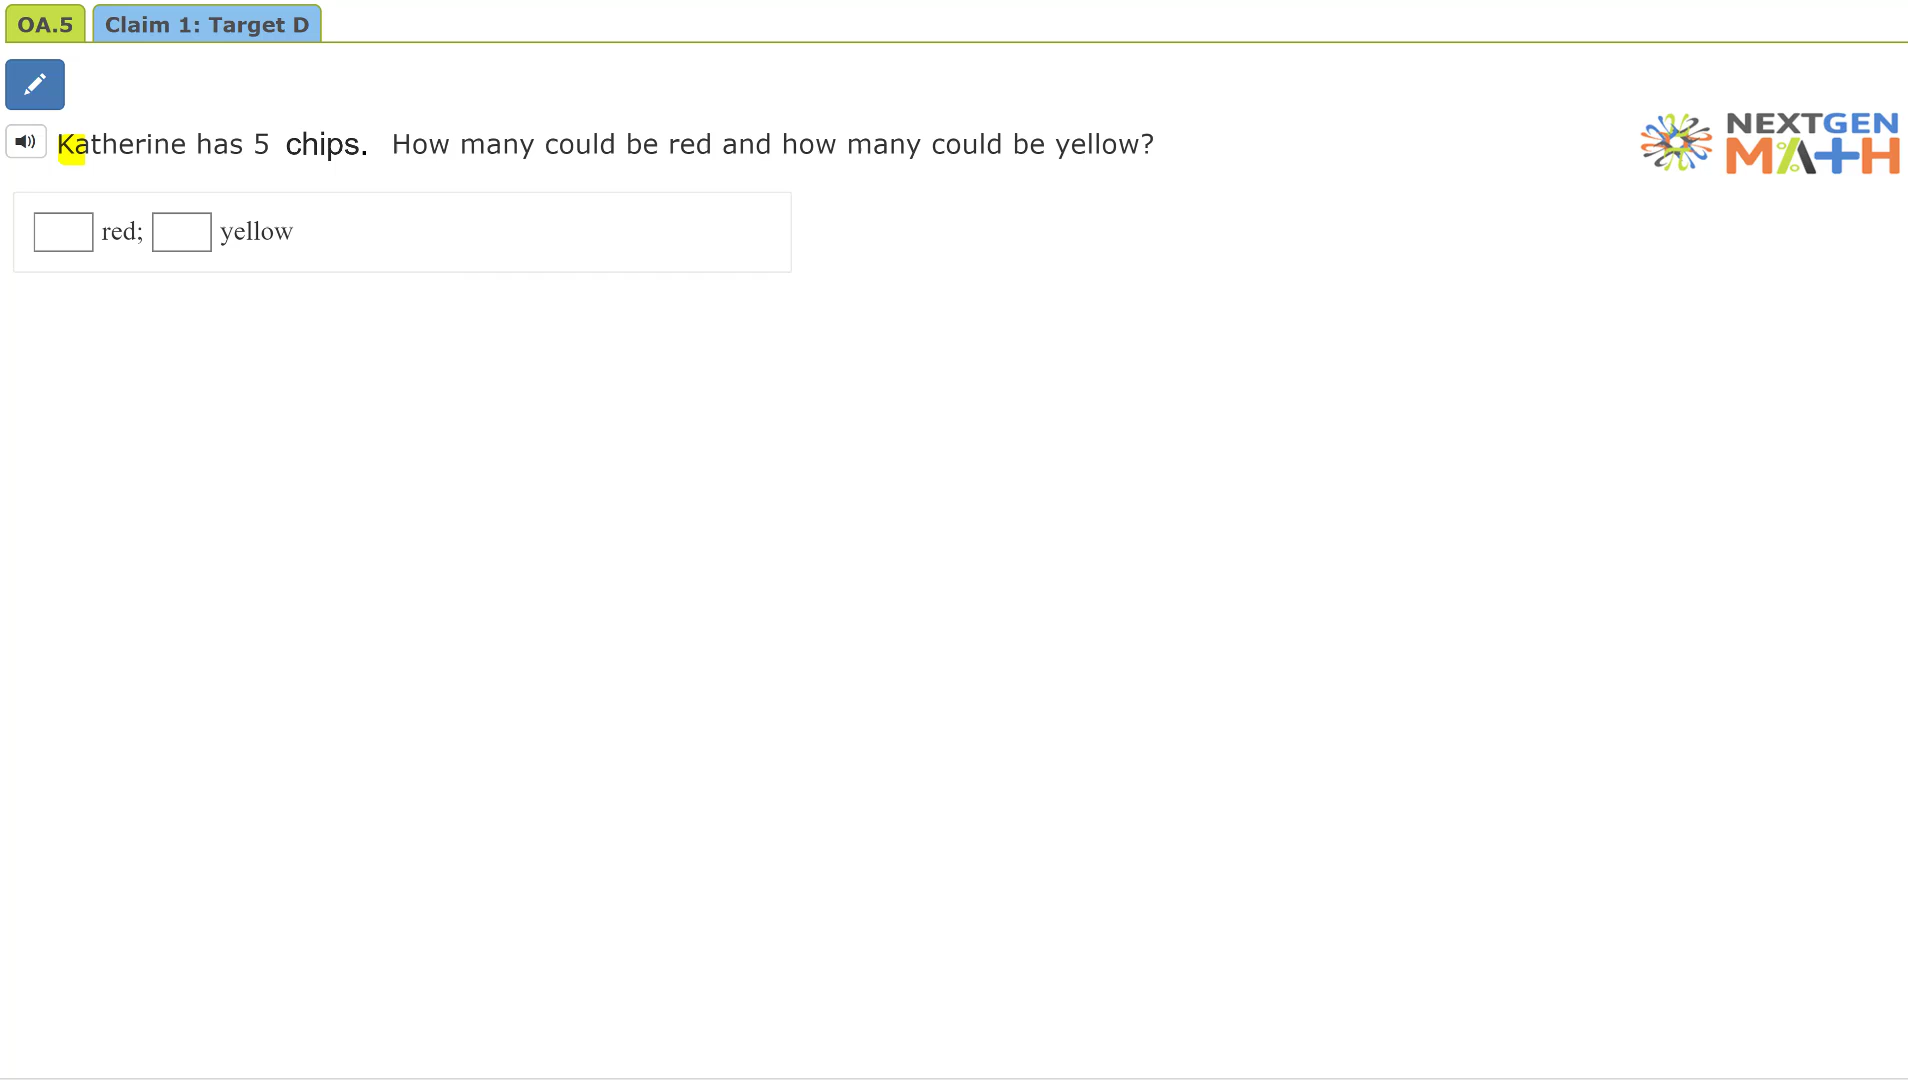 OA.5 Claim 1: Target D
Katherine has 5 chips. How many could be red and how many could be yellow?
NEXTGEN
MATH
red; yellow